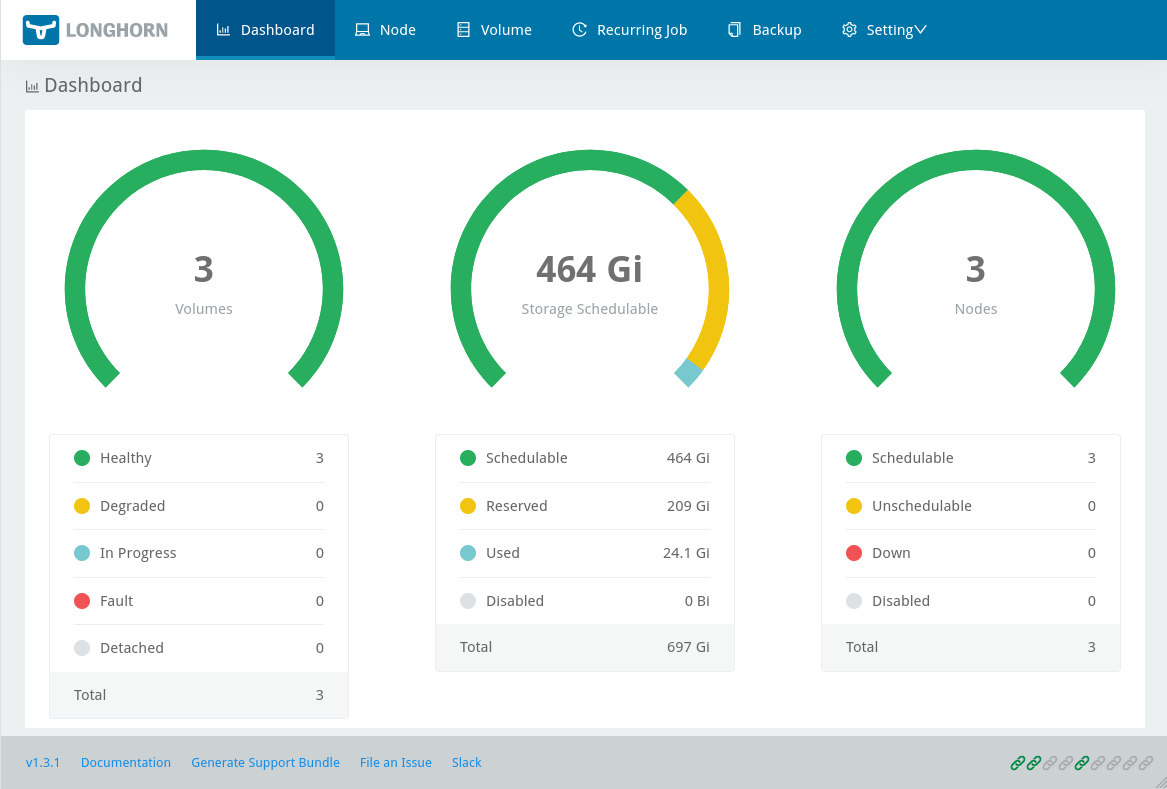 LONGHORN Dashboard Node Volume Recurring Job Backup Setting
Dashboard
3
Volumes
464 Gi
Storage Schedulable
3
Nodes
Healthy 3
Degraded 0
In Progress 0
Fault 0
Detached 0
Total 3
Schedulable 464 Gi
Reserved 209 Gi
Used 24.1 Gi
Disabled 0 Bi
Total 697 Gi
Schedulable 3
Unschedulable 0
Down 0
Disabled 0
Total 3
v1.3.1 Documentation Generate Support Bundle File an Issue Slack